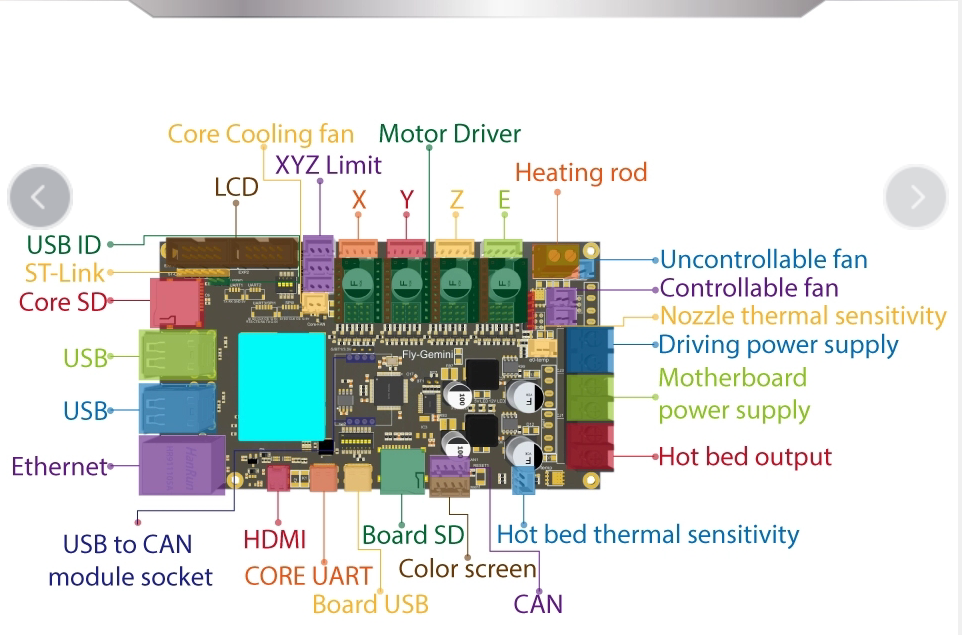 Core Cooling fan
Motor Driver
XYZ Limit
Heating rod
LCD
X
Y
Z
E
USB ID
ST-Link
Core SD
USB
USB
Ethernet
Uncontrollable fan
Controllable fan
Nozzle thermal sensitivity
Driving power supply
Motherboard
power supply
Hot bed output
Fly-Gemini
100
100
USB to CAN
module socket
HDMI
CORE UART
Board USB
Board SD
Color screen
Hot bed thermal sensitivity
CAN